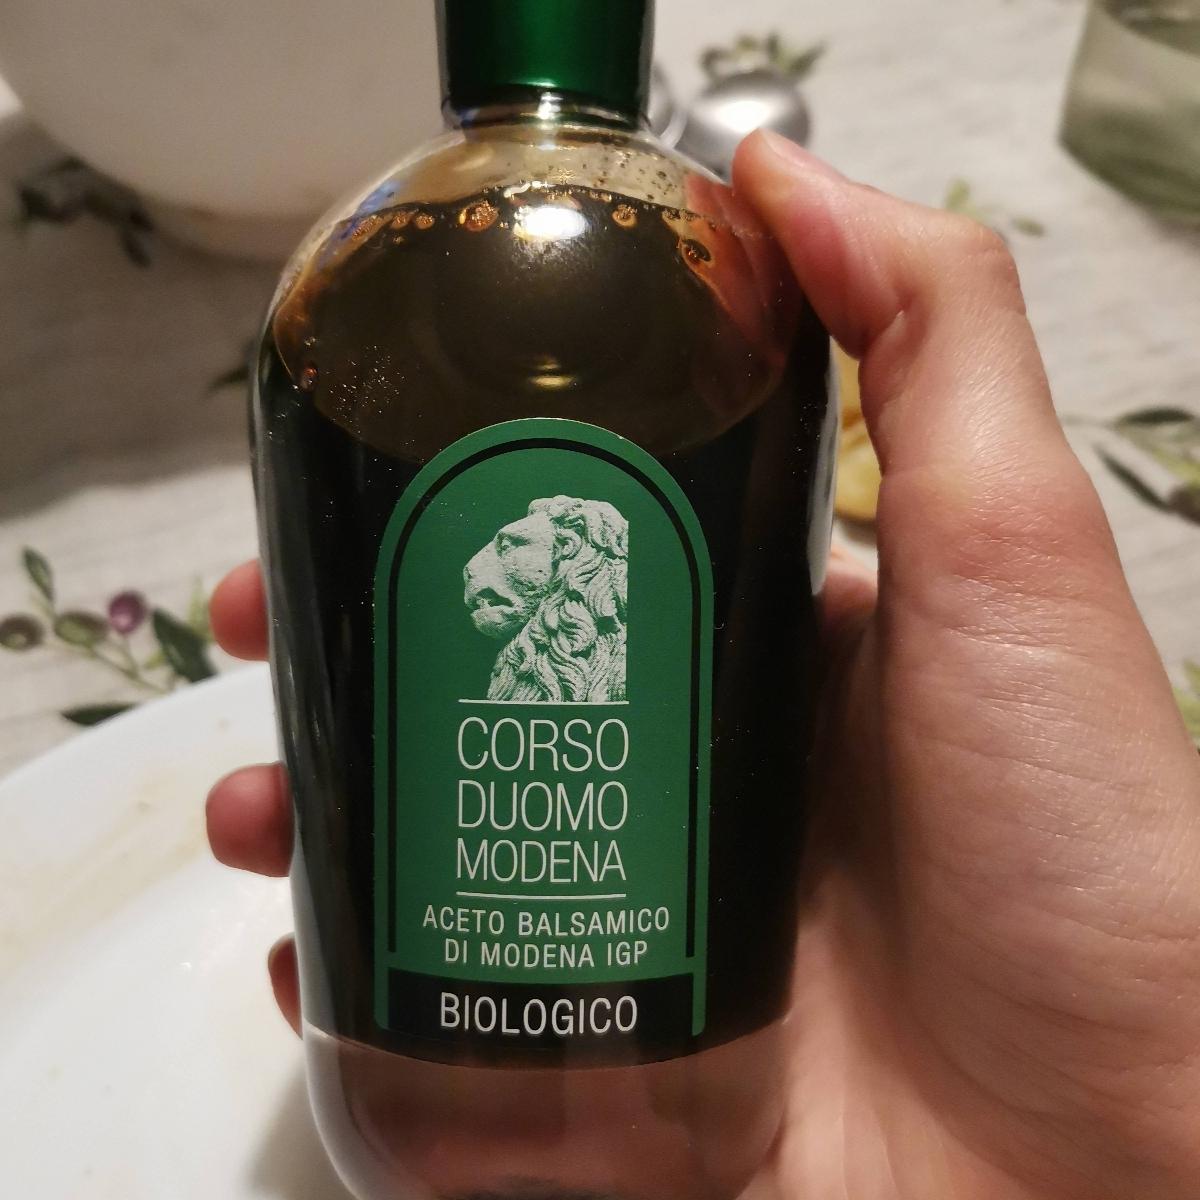 CORSO
DUOMO
MODENA
ACETO BALSAMICO
DI MODENA IGP
BIOLOGICO